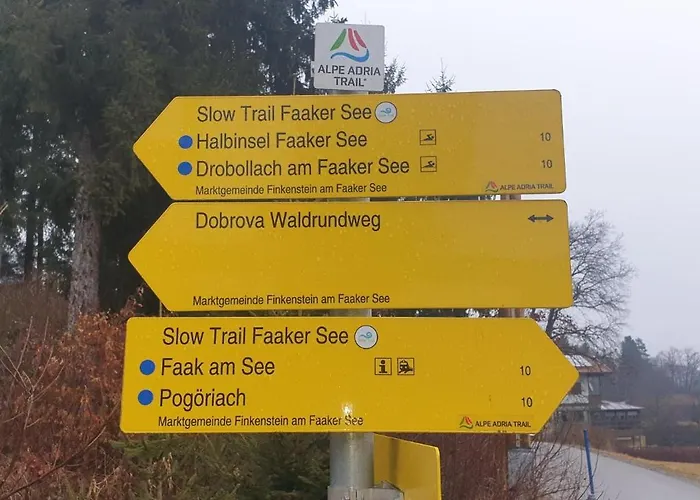 ALPE ADRIA
TRAIL
Slow Trail Faaker See
Halbinsel Faaker See 10
Drobollach am Faaker See 10
Marktgemeinde Finkenstein am Faaker See ALPE ADRIA TRAIL
Dobrova Waldrundweg
Marktgemeinde Finkenstein am Faaker See
Slow Trail Faaker See
Faak am See i 10
Pogöriach 10
Marktgemeinde Finkenstein am Faaker See ALPE ADRIA TRAIL